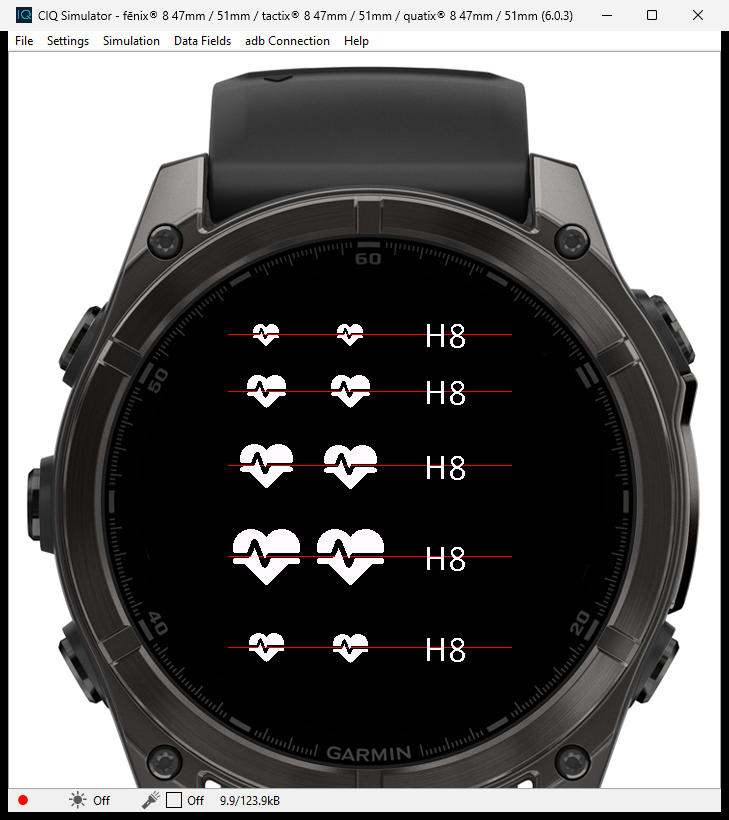 CIQ Simulator - fēnix® 8 47mm / 51mm / tactix® 8 47mm / 51mm / quatix® 8 47mm / 51mm (6.0.3)
File Settings Simulation Data Fields adb Connection Help
60
50
H8
H8
H8
H8
40
20
H8
GARMIN
Off Off 9.9/123.9kB